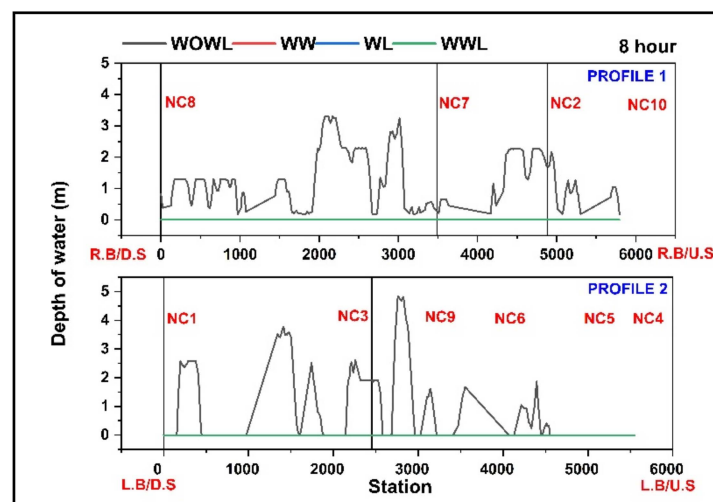 WOWL WW WL WWL 8 hour
PROFILE 1
NC8 NC7 NC2 NC10
5
4
3
2
1
0
R.B/D.S 0 1000 2000 3000 4000 5000 6000 R.B/U.S
Depth of water (m)
PROFILE 2
NC1 NC3 NC9 NC6 NC5 NC4
5
4
3
2
1
0
0 1000 2000 3000 4000 5000 6000
L.B/D.S Station L.B/U.S